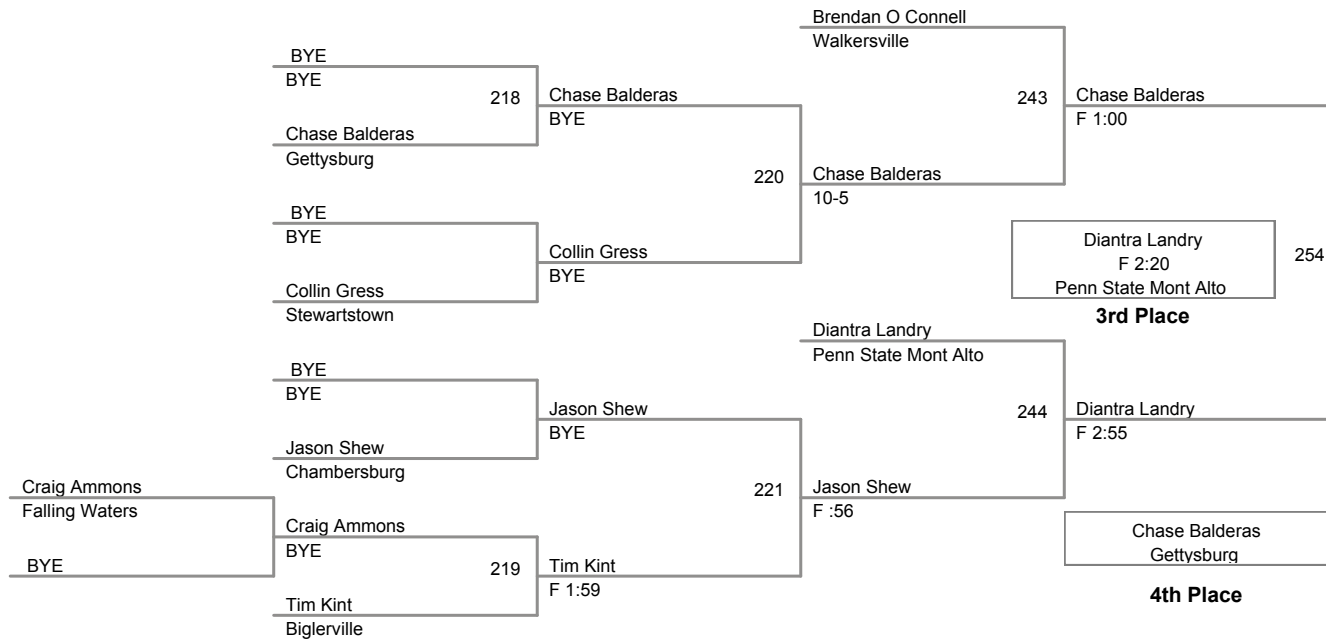 Brendan O Connell
Walkersville
BYE
BYE
218
Chase Balderas
BYE
243
Chase Balderas
F 1:00
Chase Balderas
Gettysburg
220
Chase Balderas
10-5
BYE
BYE
Collin Gress
BYE
Diantra Landry
F 2:20
Penn State Mont Alto
254
3rd Place
Collin Gress
Stewartstown
Diantra Landry
Penn State Mont Alto
BYE
BYE
Jason Shew
BYE
244
Diantra Landry
F 2:55
Jason Shew
Chambersburg
Craig Ammons
Falling Waters
221
Jason Shew
F :56
Craig Ammons
BYE
Chase Balderas
Gettysburg
4th Place
BYE
219
Tim Kint
F 1:59
Tim Kint
Biglerville